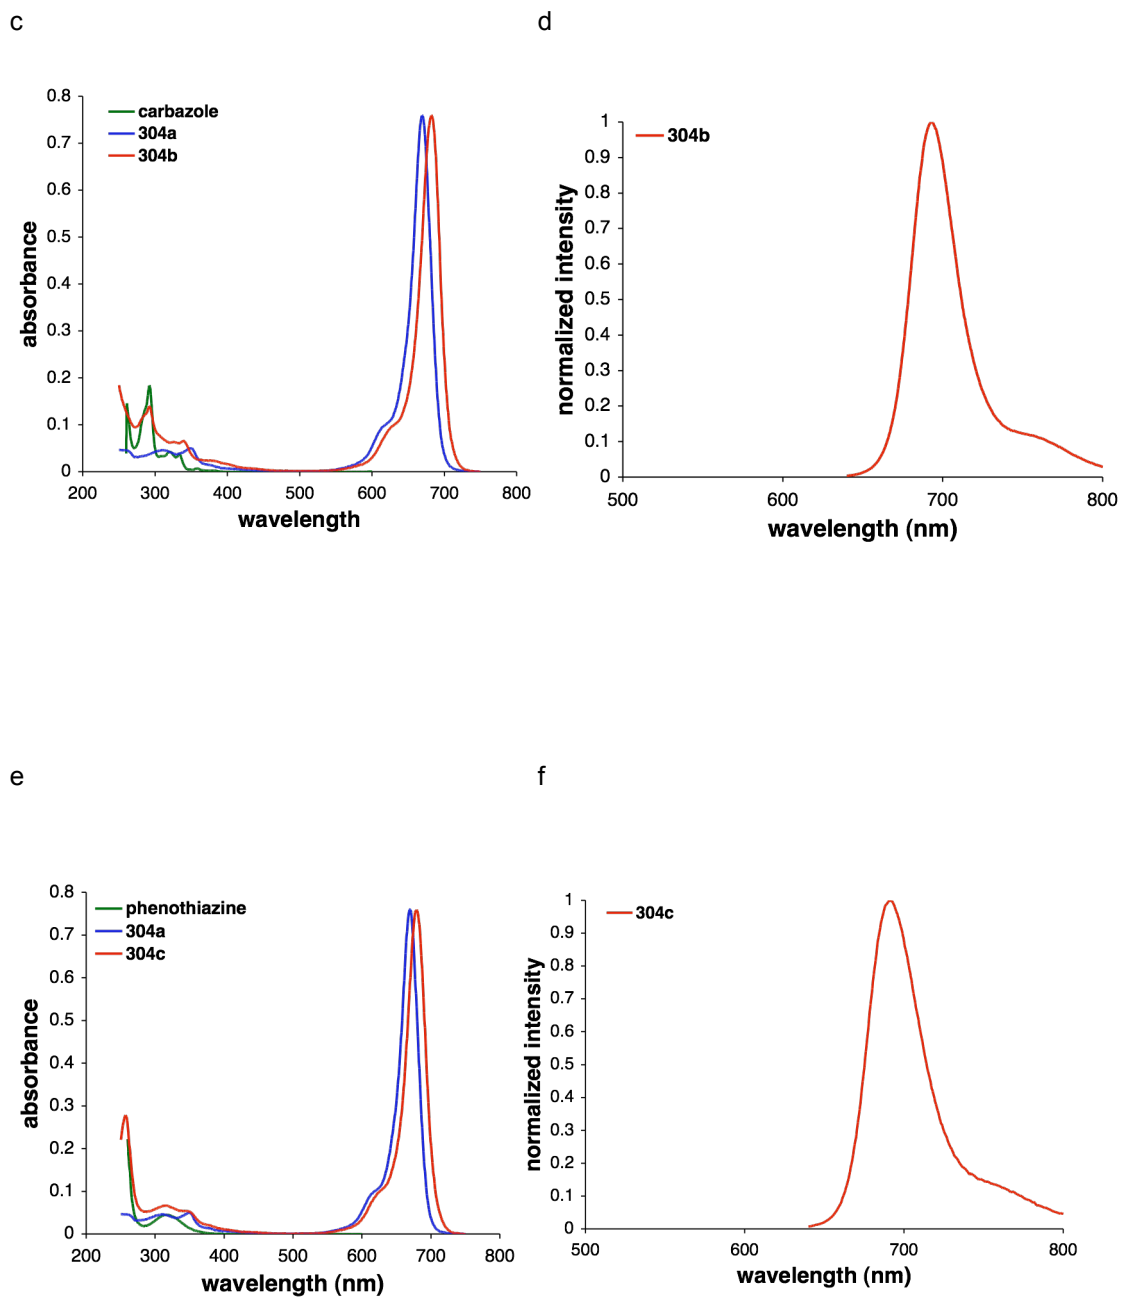 c
d
0.8
0.7
0.6
0.5
0.4
0.3
0.2
0.1
0
200 300 400 500 600 700 800
absorbance
wavelength
carbazole
304a
304b
1
0.9
0.8
0.7
0.6
0.5
0.4
0.3
0.2
0.1
0
500 600 700 800
normalized intensity
wavelength (nm)
304b
e
f
0.8
0.7
0.6
0.5
0.4
0.3
0.2
0.1
0
200 300 400 500 600 700 800
absorbance
wavelength (nm)
phenothiazine
304a
304c
1
0.9
0.8
0.7
0.6
0.5
0.4
0.3
0.2
0.1
0
500 600 700 800
normalized intensity
wavelength (nm)
304c